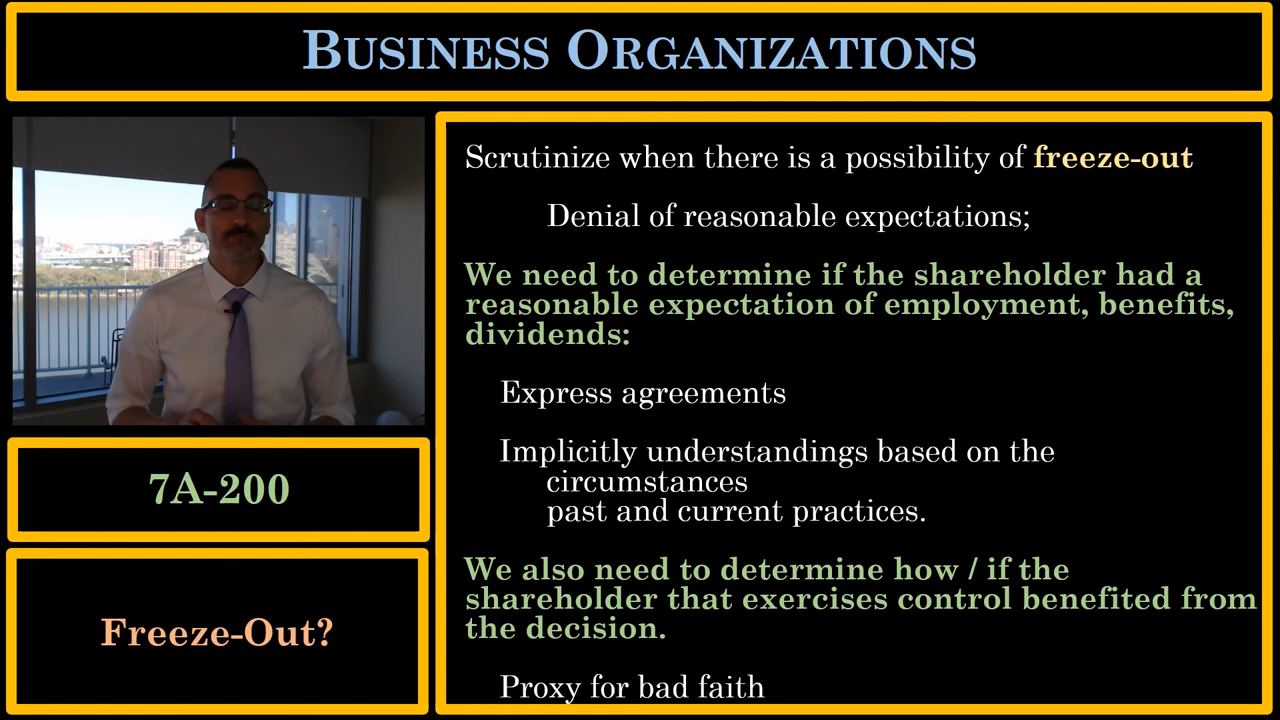 BUSINESS ORGANIZATIONS
Scrutinize when there is a possibility of freeze-out
Denial of reasonable expectations;
We need to determine if the shareholder had a
reasonable expectation of employment, benefits,
dividends:
Express agreements
Implicitly understandings based on the
circumstances
past and current practices.
We also need to determine how / if the
shareholder that exercises control benefited from
the decision.
Proxy for bad faith
7A-200
Freeze-Out?